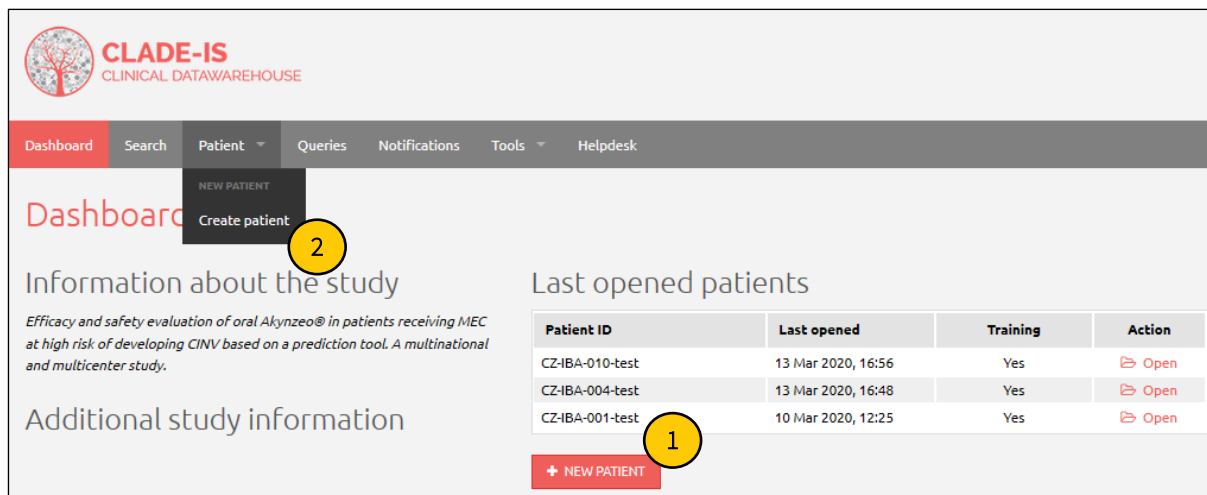 CLADE-IS
CLINICAL DATAWAREHOUSE
Dashboard Search Patient Queries Notifications Tools Helpdesk
NEW PATIENT
Create patient
2
Dashboard
Information about the study
Efficacy and safety evaluation of oral Akynzeo® in patients receiving MEC
at high risk of developing CINV based on a prediction tool. A multinational
and multicenter study.
Additional study information
Last opened patients
Patient ID Last opened Training Action
CZ-IBA-010-test 13 Mar 2020, 16:56 Yes Open
CZ-IBA-004-test 13 Mar 2020, 16:48 Yes Open
CZ-IBA-001-test 10 Mar 2020, 12:25 Yes Open
1
+ NEW PATIENT